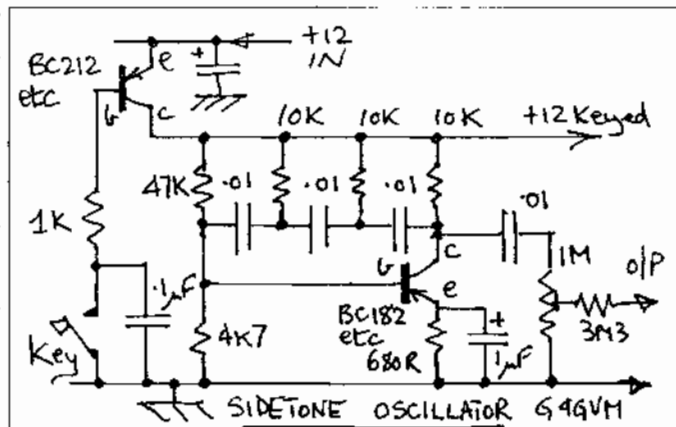 +12
IN
BC212
etc
e
+
c
b
10K
10K
10K
+12 Keyed
47K
.01
.01
.01
.01
1K
1M
c
b
e
O/P
.1µF
BC182
etc
+
3M3
Key
4K7
680R
1µF
SIDETONE OSCILLATOR G4GVM